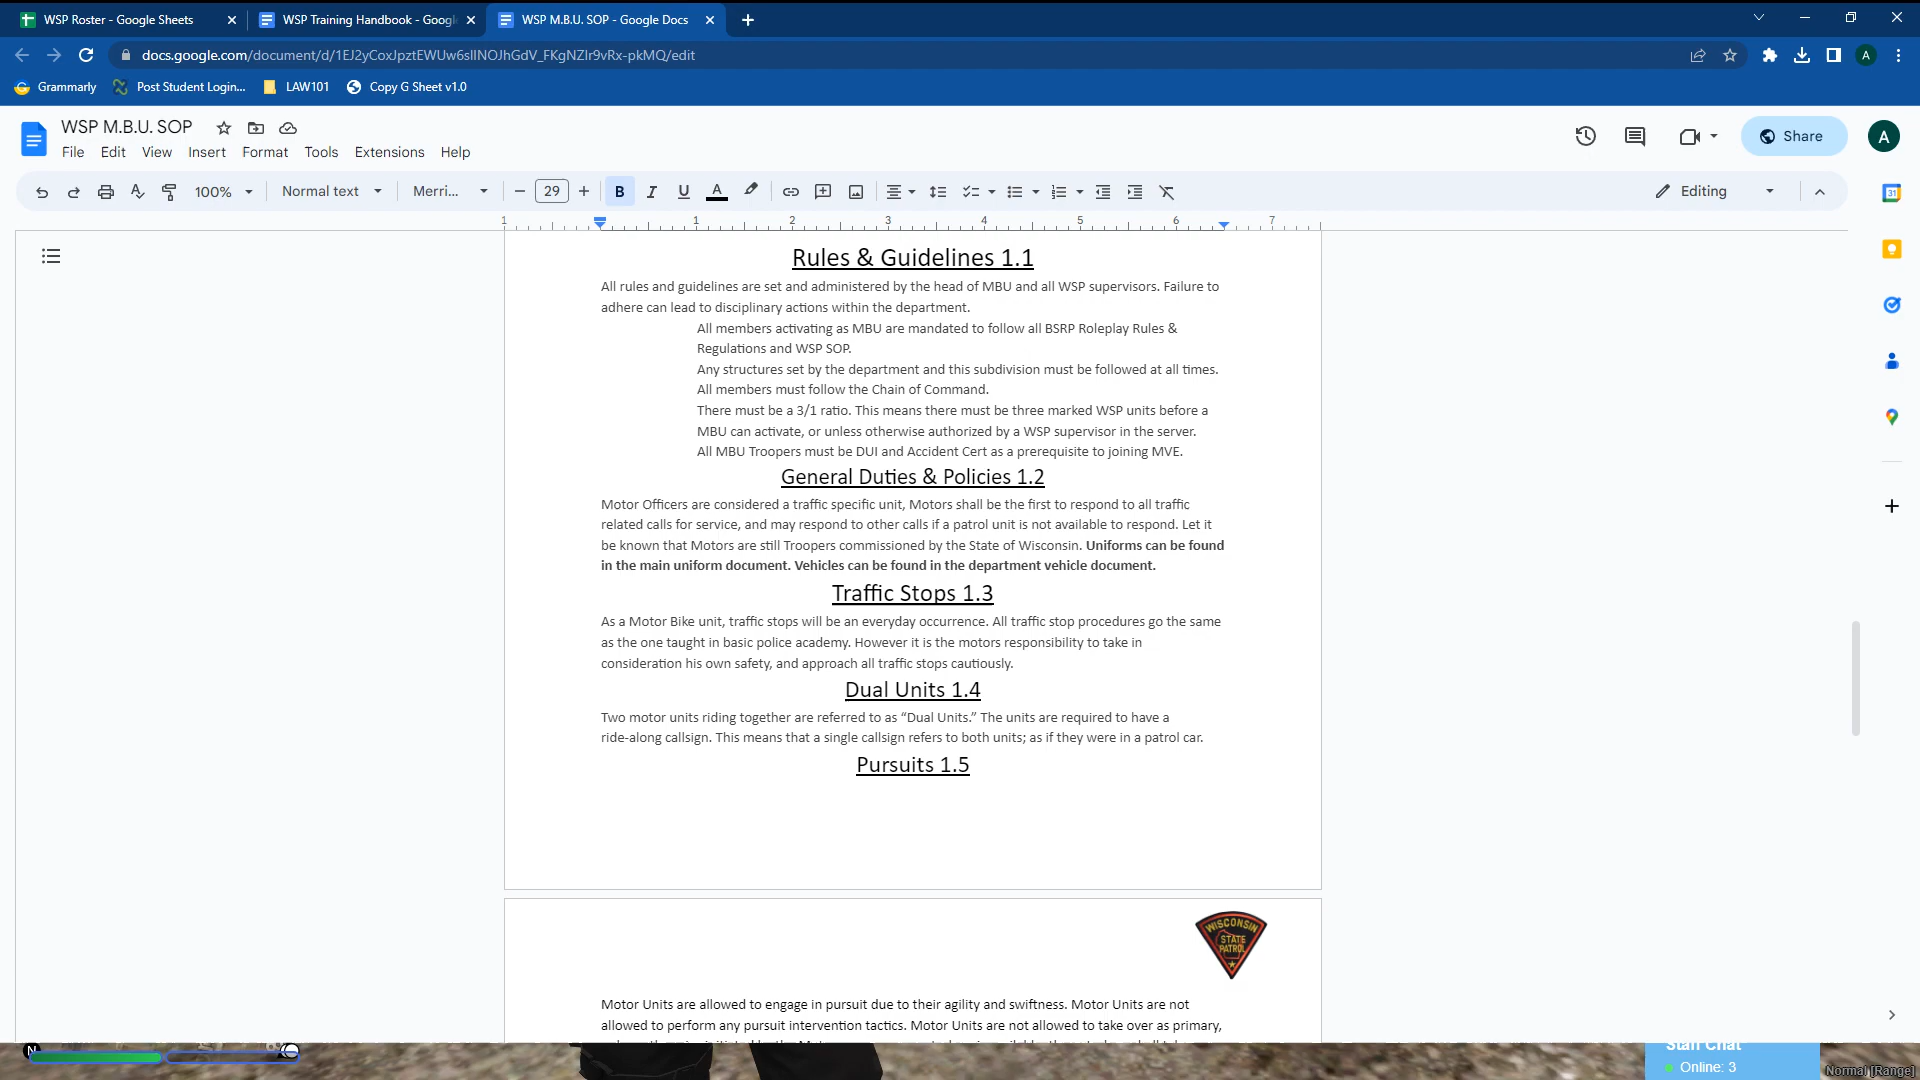 WSP Roster - Google Sheets
WSP Training Handbook - Googl
WSP M.B.U. SOP - Google Docs
docs.google.com/document/d/1EJ2yCoxJpztEWUw6sIlNOJhGdV_FKgNZIr9vRx-pkMQ/edit
A
Grammarly
Post Student Login...
LAW101
Copy G Sheet v1.0
WSP M.B.U. SOP
Share
A
File Edit View Insert Format Tools Extensions Help
100% Normal text Merri... 29 B I U A Editing
31
1 1 2 3 4 5 6 7
Rules & Guidelines 1.1
All rules and guidelines are set and administered by the head of MBU and all WSP supervisors. Failure to
adhere can lead to disciplinary actions within the department.
All members activating as MBU are mandated to follow all BSRP Roleplay Rules &
Regulations and WSP SOP.
Any structures set by the department and this subdivision must be followed at all times.
All members must follow the Chain of Command.
There must be a 3/1 ratio. This means there must be three marked WSP units before a
MBU can activate, or unless otherwise authorized by a WSP supervisor in the server.
All MBU Troopers must be DUI and Accident Cert as a prerequisite to joining MVE.
General Duties & Policies 1.2
Motor Officers are considered a traffic specific unit, Motors shall be the first to respond to all traffic
related calls for service, and may respond to other calls if a patrol unit is not available to respond. Let it
be known that Motors are still Troopers commissioned by the State of Wisconsin. Uniforms can be found
in the main uniform document. Vehicles can be found in the department vehicle document.
Traffic Stops 1.3
As a Motor Bike unit, traffic stops will be an everyday occurrence. All traffic stop procedures go the same
as the one taught in basic police academy. However it is the motors responsibility to take in
consideration his own safety, and approach all traffic stops cautiously.
Dual Units 1.4
Two motor units riding together are referred to as “Dual Units.” The units are required to have a
ride-along callsign. This means that a single callsign refers to both units; as if they were in a patrol car.
Pursuits 1.5
WISCONSIN
STATE
PATROL
Motor Units are allowed to engage in pursuit due to their agility and swiftness. Motor Units are not
allowed to perform any pursuit intervention tactics. Motor Units are not allowed to take over as primary,
N
Staff Chat
Online: 3
Normal [Range]